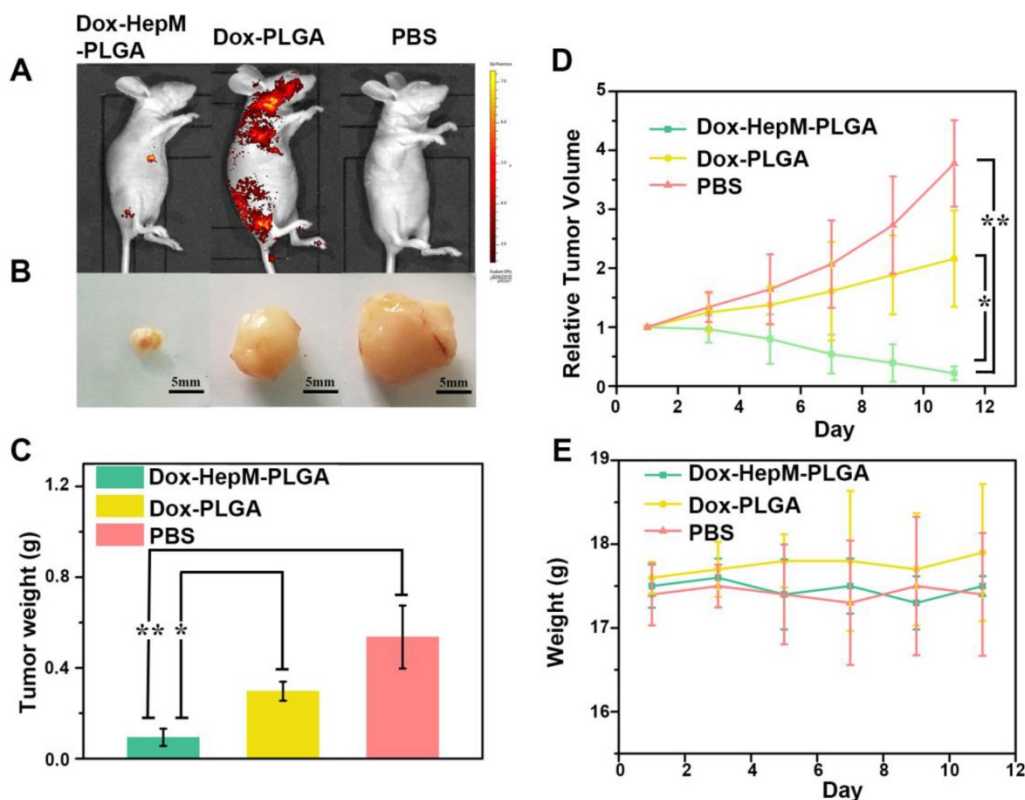 Dox-HepM
-PLGA
Dox-PLGA
PBS
A
B
5mm
5mm
5mm
C
Tumor weight (g)
1.2
0.8
0.4
0.0
Dox-HepM-PLGA
Dox-PLGA
PBS
**
*
D
Relative Tumor Volume
5
4
3
2
1
0
Dox-HepM-PLGA
Dox-PLGA
PBS
**
*
0 2 4 6 8 10 12
Day
E
Weight (g)
19
18
17
16
Dox-HepM-PLGA
Dox-PLGA
PBS
0 2 4 6 8 10 12
Day